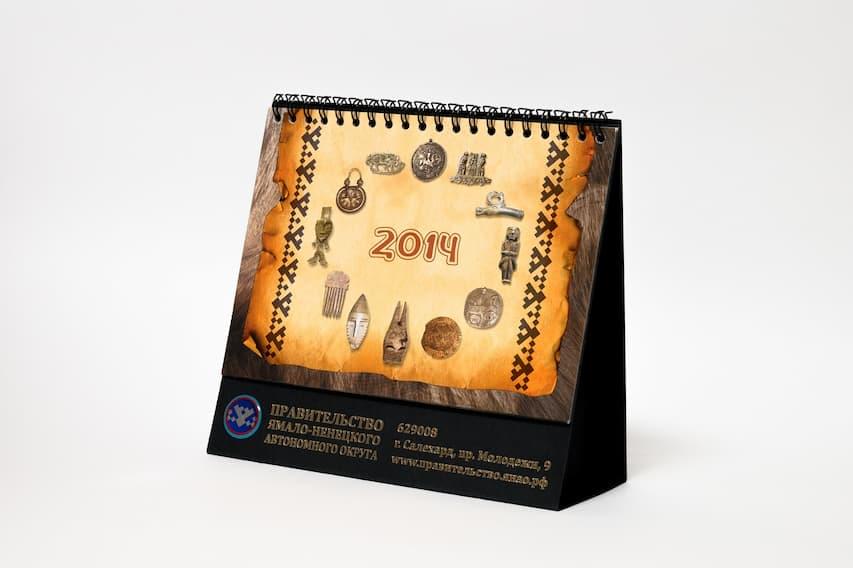 2014
ПРАВИТЕЛЬСТВО
ЯМАЛО-НЕНЕЦКОГО
АВТОНОМНОГО ОКРУГА
629008
г. Салехард, пр. Молодежи, 9
www.правительство.янао.рф